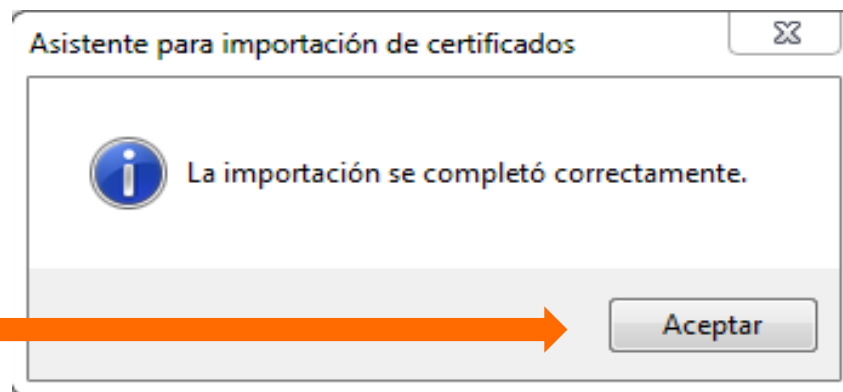 Asistente para importación de certificados
La importación se completó correctamente.
Aceptar